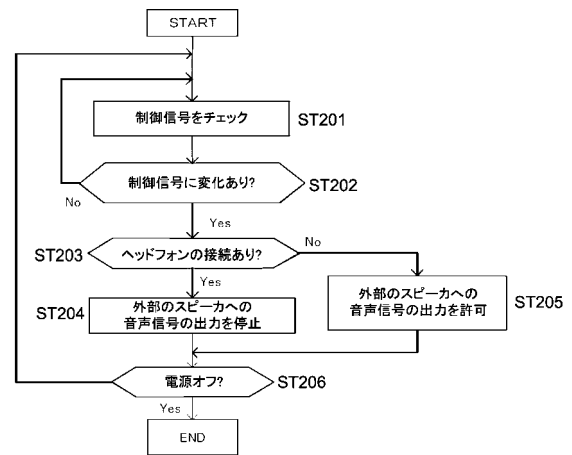 START
制御信号をチェック
ST201
制御信号に変化あり?
ST202
No
Yes
ST203
ヘッドフォンの接続あり?
No
Yes
ST204
外部のスピーカへの
音声信号の出力を停止
外部のスピーカへの
音声信号の出力を許可
ST205
電源オフ?
ST206
Yes
END